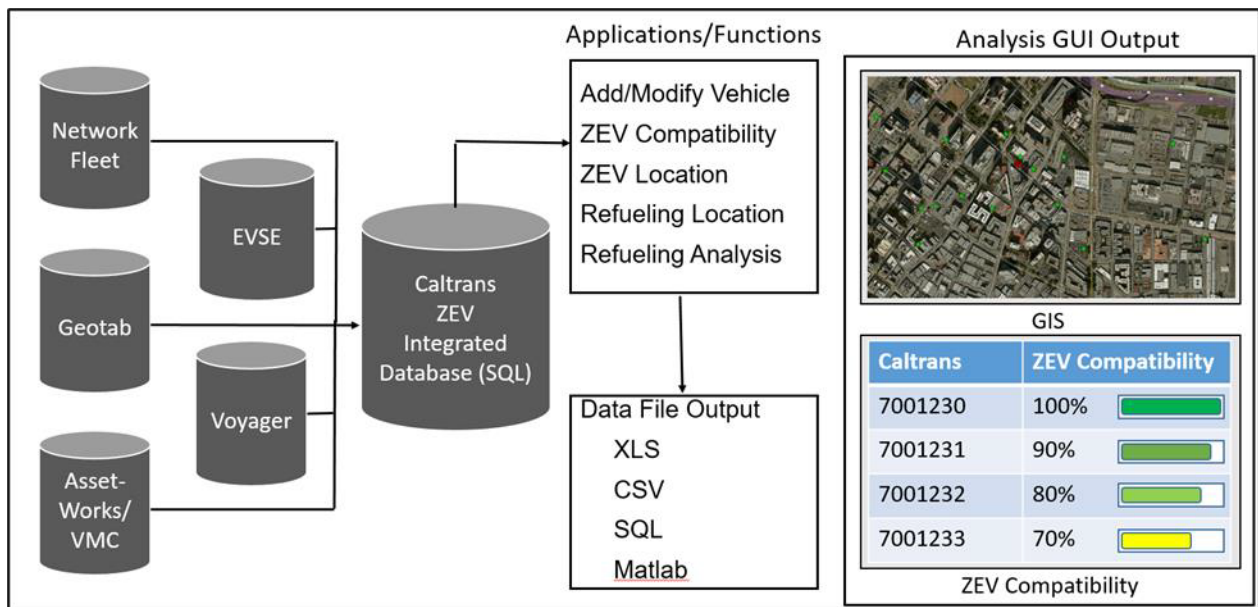 Network
Fleet
EVSE
Geotab
Voyager
Asset-
Works/
VMC
Caltrans
ZEV
Integrated
Database (SQL)
Applications/Functions
Add/Modify Vehicle
ZEV Compatibility
ZEV Location
Refueling Location
Refueling Analysis
Data File Output
XLS
CSV
SQL
Matlab
Analysis GUI Output
GIS
Caltrans ZEV Compatibility
7001230 100%
7001231 90%
7001232 80%
7001233 70%
ZEV Compatibility